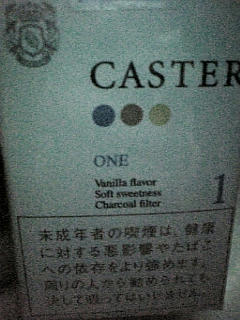 CASTER
ONE
Vanilla flavor
Soft sweetness
Charcoal filter
1
未成年者の喫煙は、健康
に対する悪影響やたばこ
への依存をより強めます。
周りの人から勧められても
決して吸ってはいけません。